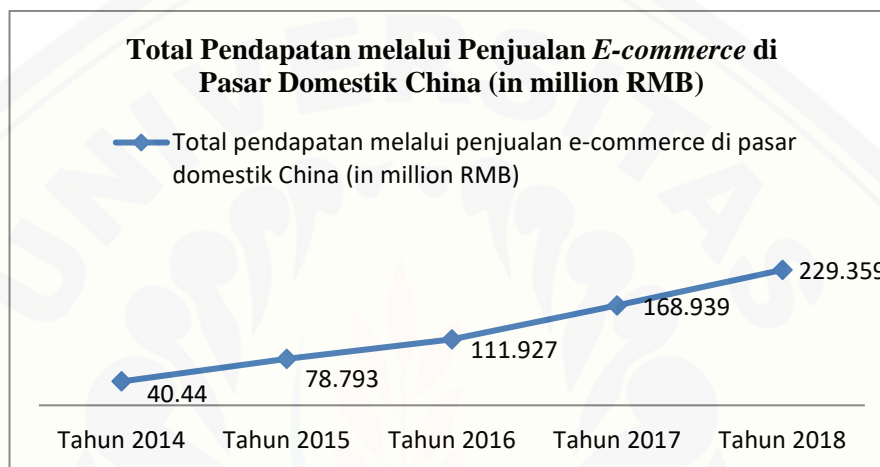 Total Pendapatan melalui Penjualan E-commerce di
Pasar Domestik China (in million RMB)
Total pendapatan melalui penjualan e-commerce di pasar
domestik China (in million RMB)
229.359
168.939
111.927
78.793
40.44
Tahun 2014 Tahun 2015 Tahun 2016 Tahun 2017 Tahun 2018
UNIVERSITAS